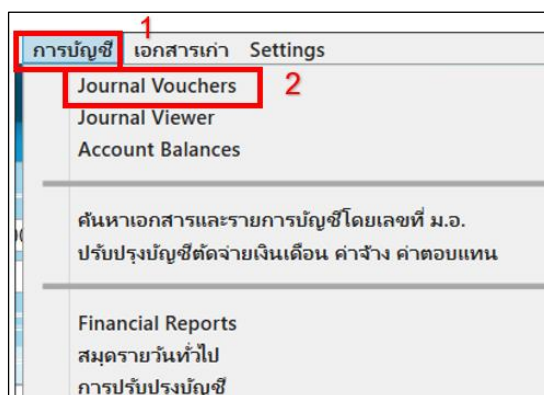 1
การบัญชี เอกสารเก่า Settings
Journal Vouchers 2
Journal Viewer
Account Balances
ค้นหาเอกสารและรายการบัญชีโดยเลขที่ ม.อ.
ปรับปรุงบัญชีตัดจ่ายเงินเดือน ค่าจ้าง ค่าตอบแทน
Financial Reports
สมุดรายวันทั่วไป
การปรับปรุงบัญชี